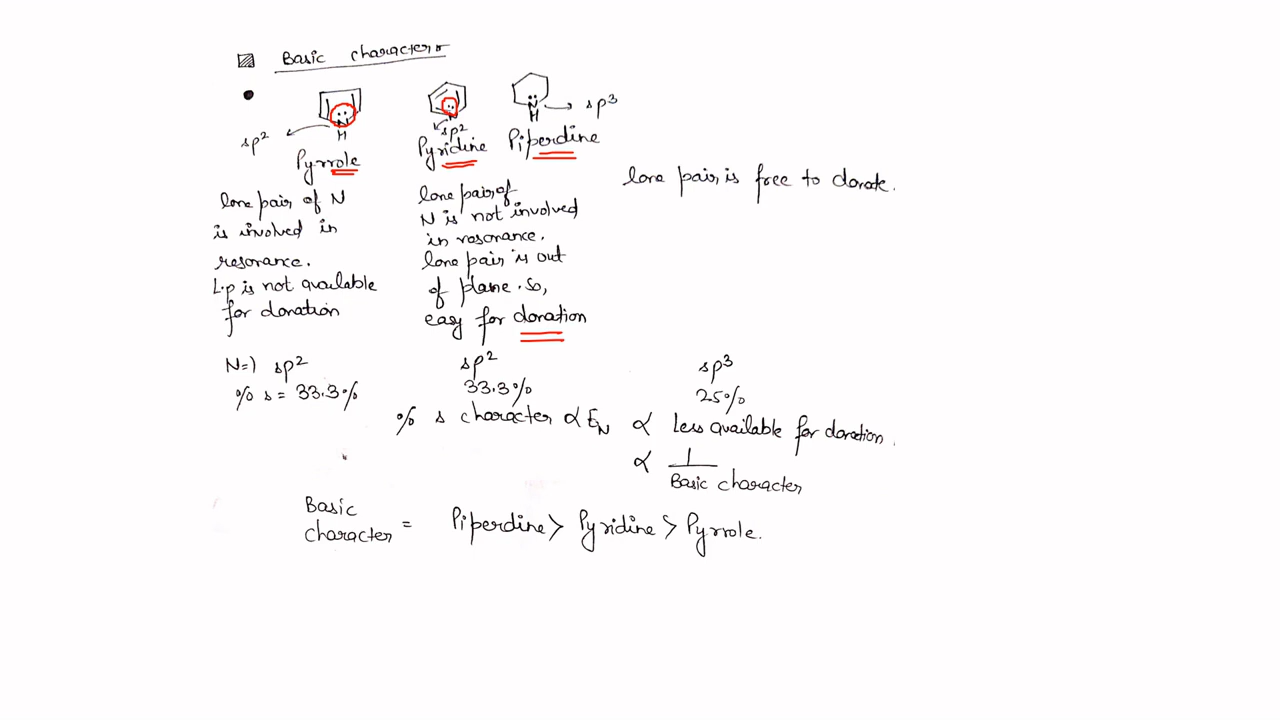 Basic character
N
H
sp²
Pyrrole
N
sp²
Pyridine
N
H
sp³
Piperdine
lone pair of N
is involved in
resonance.
L.p is not available
for donation
lone pair of
N is not involved
in resonance.
lone pair is out
of plane. So,
easy for donation
lone pair is free to donate.
N=) sp²
% s = 33.3%
sp²
33.3%
sp³
25%
% s character ∝ EN ∝ Less available for donation.
∝ 1
Basic character
Basic
character = Piperdine > Pyridine > Pyrrole.